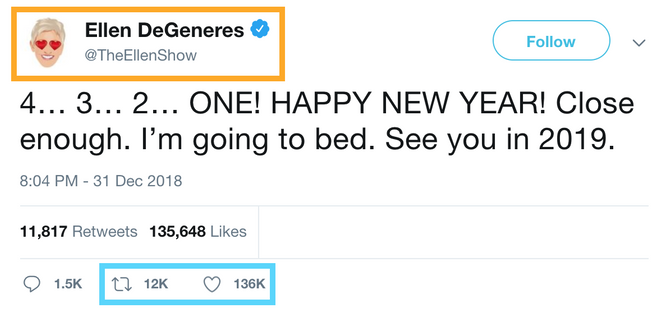 Ellen DeGeneres
@TheEllenShow
Follow
4... 3... 2... ONE! HAPPY NEW YEAR! Close
enough. I'm going to bed. See you in 2019.
8:04 PM - 31 Dec 2018
11,817 Retweets 135,648 Likes
1.5K 12K 136K